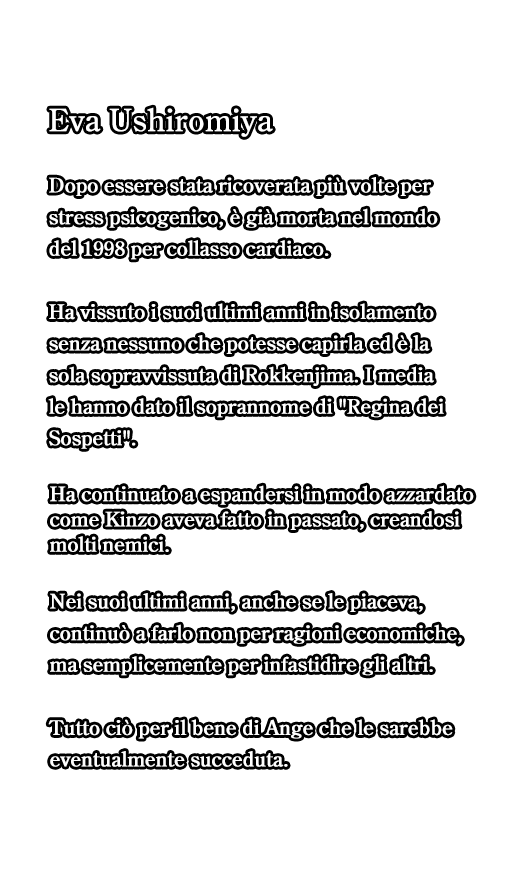 Eva Ushiromiya
Dopo essere stata ricoverata più volte per
stress psicogenico, è già morta nel mondo
del 1998 per collasso cardiaco.
Ha vissuto i suoi ultimi anni in isolamento
senza nessuno che potesse capirla ed è la
sola sopravvissuta di Rokkenjima. I media
le hanno dato il soprannome di "Regina dei
Sospetti".
Ha continuato a espandersi in modo azzardato
come Kinzo aveva fatto in passato, creandosi
molti nemici.
Nei suoi ultimi anni, anche se le piaceva,
continuò a farlo non per ragioni economiche,
ma semplicemente per infastidire gli altri.
Tutto ciò per il bene di Ange che le sarebbe
eventualmente succeduta.